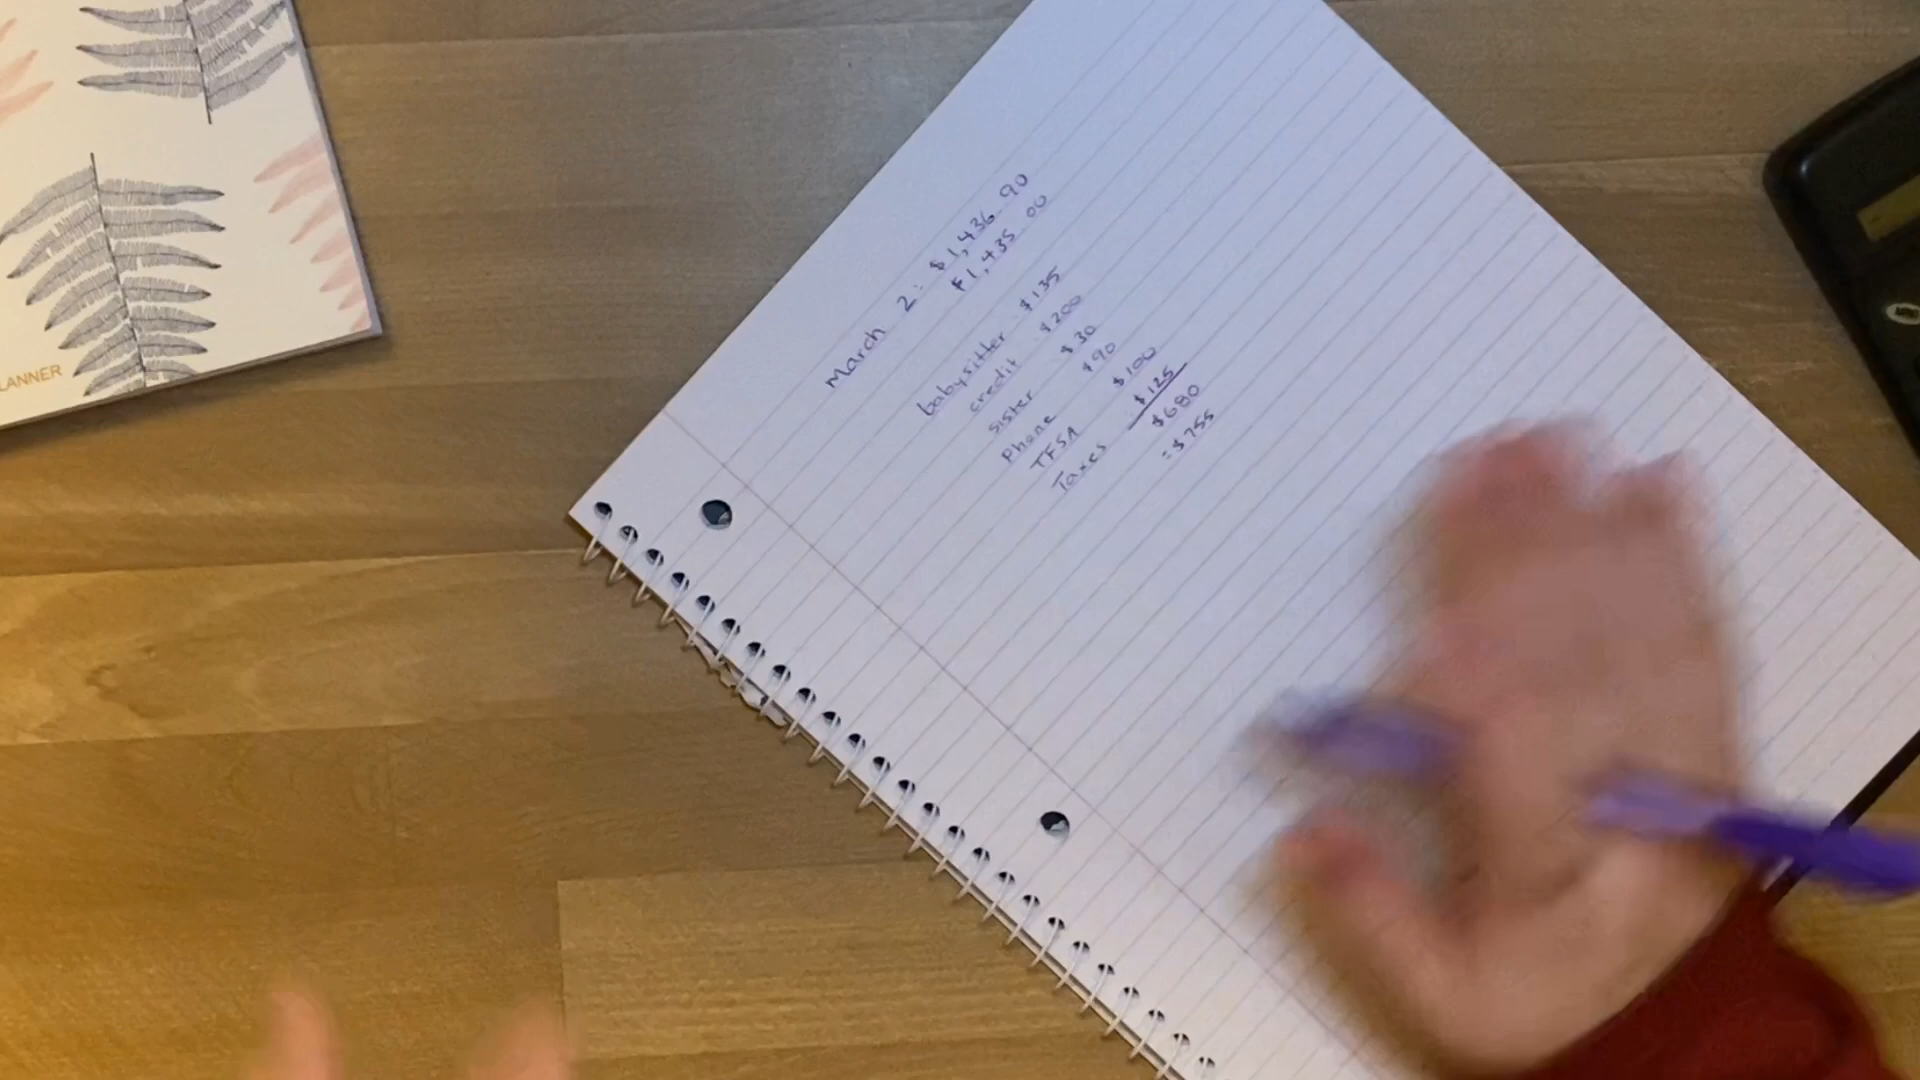 March 2: $1,436.90
$1,435 00
babysitter $135
credit $200
sister $30
phone $90
TFSA $100
Taxes $125
$680
=$755
LANNER